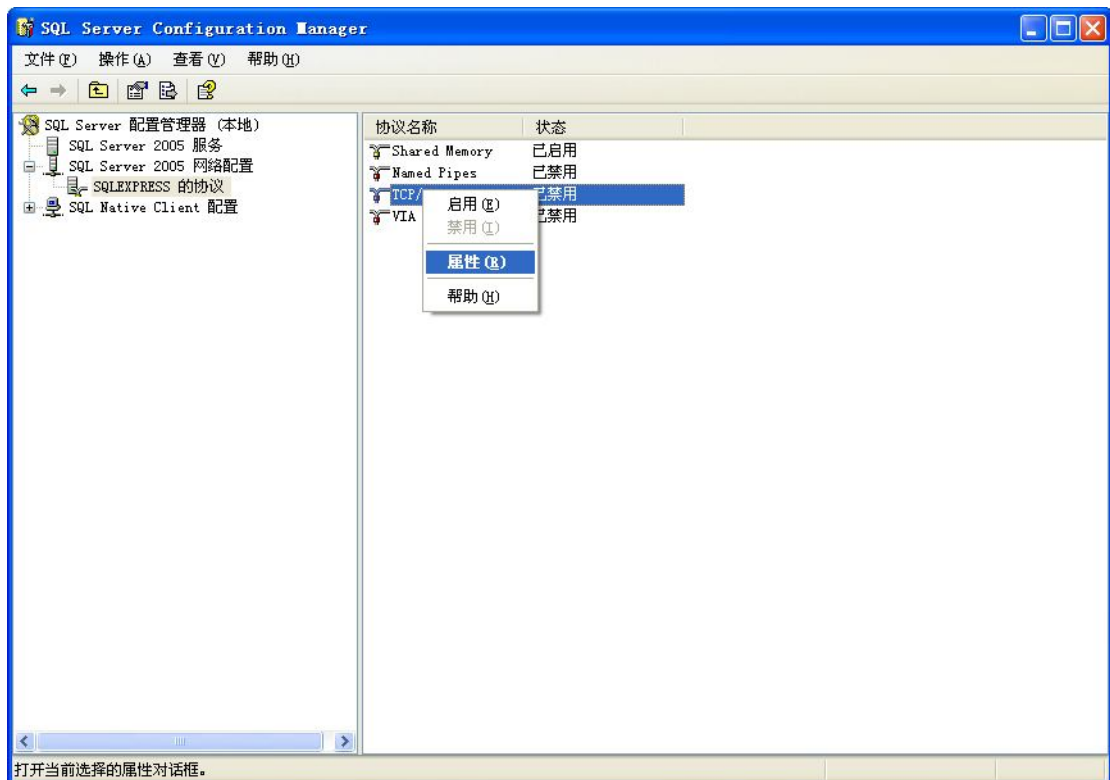 SQL Server Configuration Manager
文件(F) 操作(A) 查看(V) 帮助(H)
SQL Server 配置管理器 (本地)
SQL Server 2005 服务
SQL Server 2005 网络配置
SQLEXPRESS 的协议
SQL Native Client 配置
协议名称 状态
Shared Memory 已启用
Named Pipes 已禁用
TCP/ 已禁用
VIA 已禁用
启用(E)
禁用(I)
属性(R)
帮助(H)
打开当前选择的属性对话框。